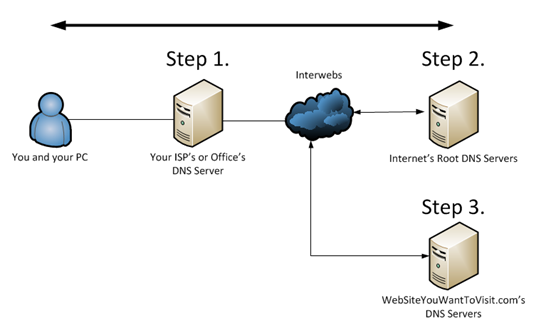 Step 1.
Step 2.
Interwebs
You and your PC
Your ISP's or Office's
DNS Server
Internet's Root DNS Servers
Step 3.
WebSiteYouWantToVisit.com's
DNS Servers